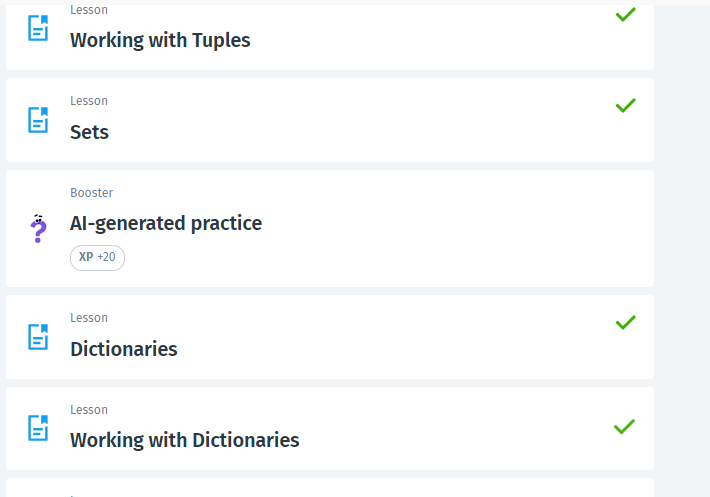 Lesson
Working with Tuples
Lesson
Sets
Booster
AI-generated practice
XP +20
Lesson
Dictionaries
Lesson
Working with Dictionaries